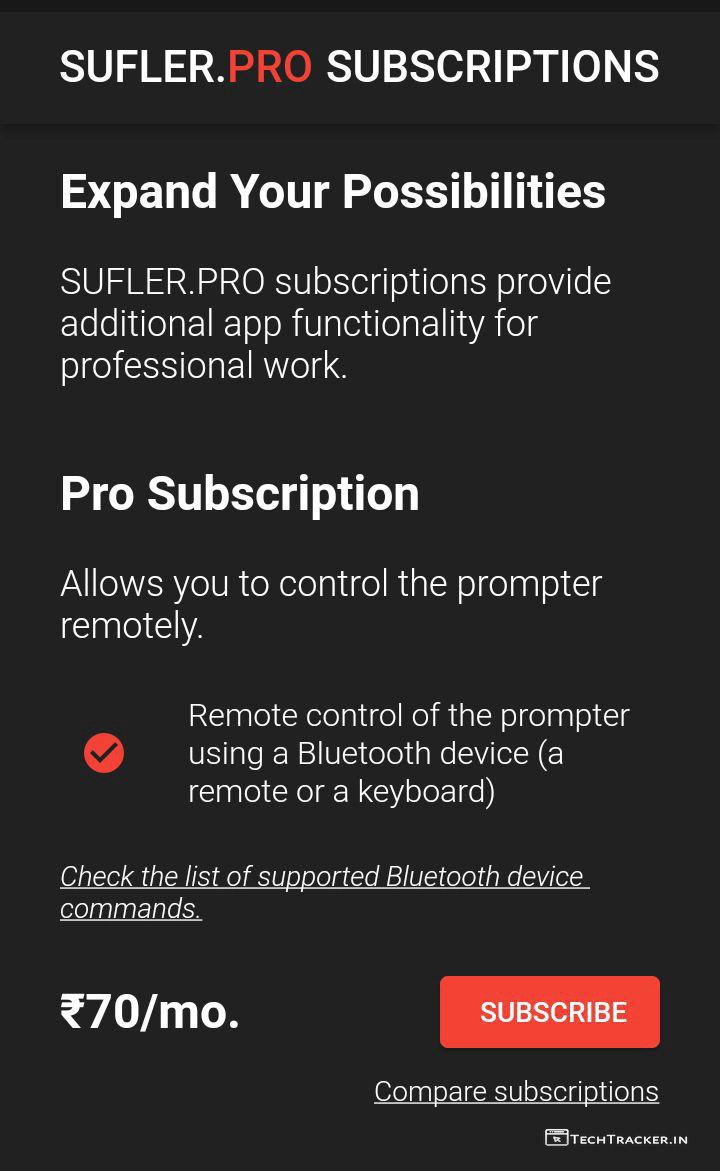 SUFLER.PRO SUBSCRIPTIONS
Expand Your Possibilities
SUFLER.PRO subscriptions provide
additional app functionality for
professional work.
Pro Subscription
Allows you to control the prompter
remotely.
Remote control of the prompter
using a Bluetooth device (a
remote or a keyboard)
Check the list of supported Bluetooth device
commands.
₹70/mo.
SUBSCRIBE
Compare subscriptions
TECHTRACKER.IN